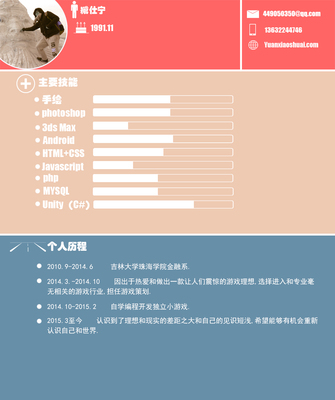 熊仕宁
1991.11
449050350@qq.com
13632244746
Yuanxiaoshuai.com
主要技能
手绘
photoshop
3ds Max
Android
HTML+CSS
Javascript
php
MYSQL
Unity (C#)
个人历程
2010.9-2014.6 吉林大学珠海学院金融系.
2014.3.-2014.10 因出于热爱和做出一款让人们震惊的游戏理想.选择进入和专业毫
无相关的游戏行业.担任游戏策划.
2014.10-2015.2 自学编程开发独立小游戏.
2015.3至今 认识到了理想和现实的差距之大和自己的见识短浅.希望能够有机会重新
认识自己和世界.